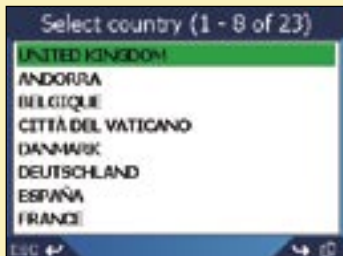 Select country (1 - 8 of 23)
UNITED KINGDOM
ANDORRA
BELGIQUE
CITTÀ DEL VATICANO
DANMARK
DEUTSCHLAND
ESPAÑA
FRANCE
ESC